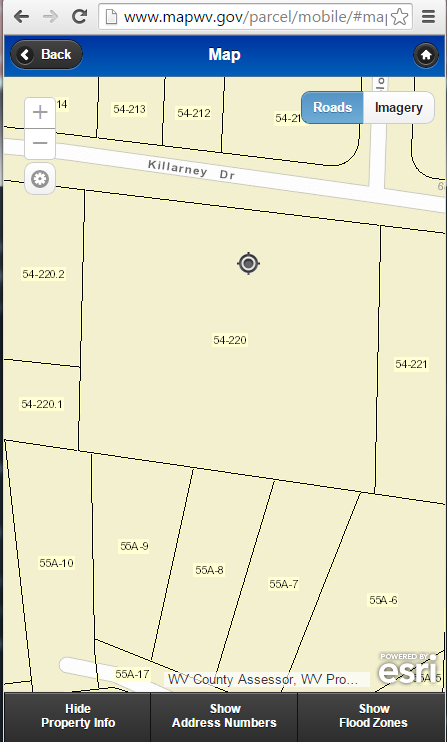 www.mapwv.gov/parcel/mobile/#map
Back
Map
14
54-213
54-212
54-21
Roads
Imagery
Killarney Dr
6
54-220.2
54-220
54-221
54-220.1
55A-10
55A-9
55A-8
55A-7
55A-6
55A-17
A-5
WV County Assessor, WV Pro...
POWERED BY
esri
Hide
Property Info
Show
Address Numbers
Show
Flood Zones